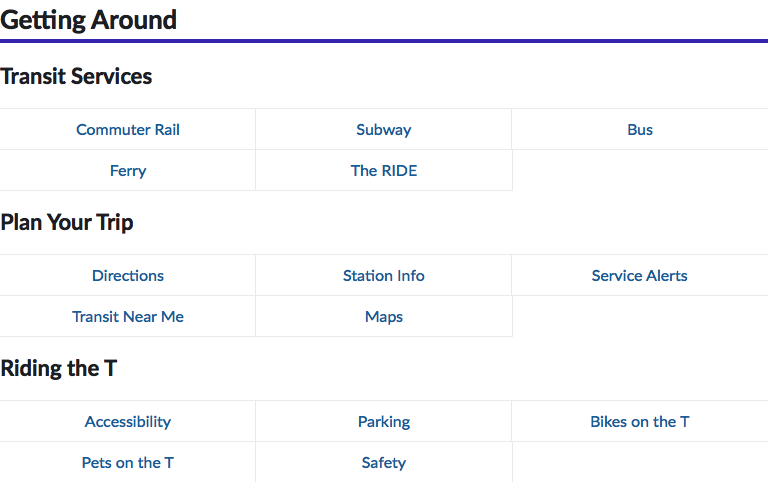 Getting Around
Transit Services
Commuter Rail Subway Bus
Ferry The RIDE
Plan Your Trip
Directions Station Info Service Alerts
Transit Near Me Maps
Riding the T
Accessibility Parking Bikes on the T
Pets on the T Safety